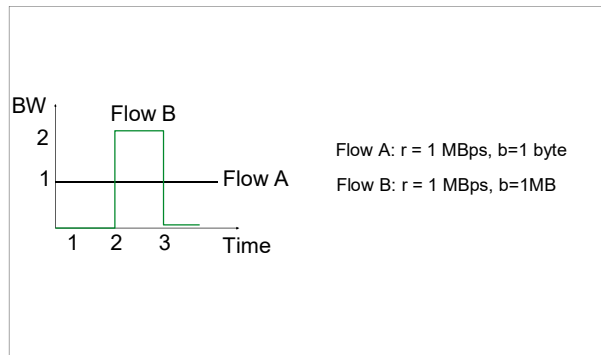 BW
Flow B
2
1
Flow A
1 2 3
Time
Flow A: r = 1 MBps, b=1 byte
Flow B: r = 1 MBps, b=1MB